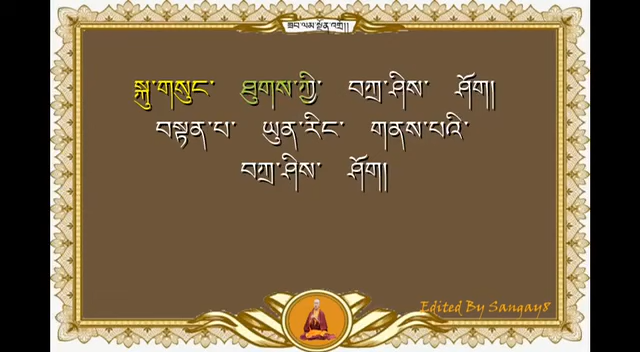 སྐུ་གསུང་ ཐུགས་ཀྱི་ བཀྲ་ཤིས་ ཤོག།
བསྟན་པ་ ཡུན་རིང་ གནས་པའི་
བཀྲ་ཤིས་ ཤོག།
Edited By Sangay8